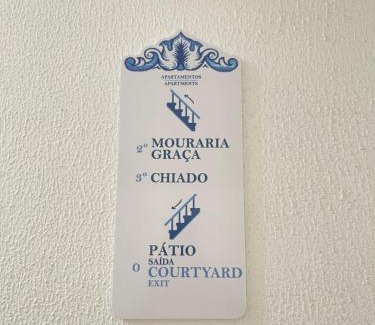 APARTAMENTOS
APARTMENTS
2º MOURARIA
GRAÇA
3º CHIADO
PÁTIO
SAÍDA
0 COURTYARD
EXIT